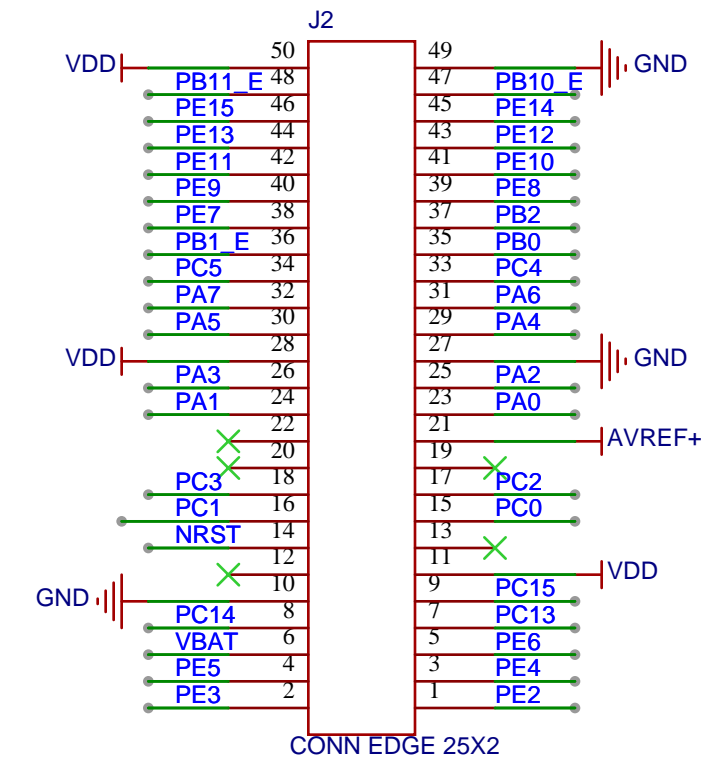 J2
50 49
VDD GND
PB11_E 48 47 PB10_E
PE15 46 45 PE14
PE13 44 43 PE12
PE11 42 41 PE10
PE9 40 39 PE8
PE7 38 37 PB2
PB1_E 36 35 PB0
PC5 34 33 PC4
PA7 32 31 PA6
PA5 30 29 PA4
28 27
VDD GND
PA3 26 25 PA2
PA1 24 23 PA0
22 21
AVREF+
20 19
PC3 18 17 PC2
PC1 16 15 PC0
NRST 14 13
12 11
VDD
10 9 PC15
GND
PC14 8 7 PC13
VBAT 6 5 PE6
PE5 4 3 PE4
PE3 2 1 PE2
CONN EDGE 25X2